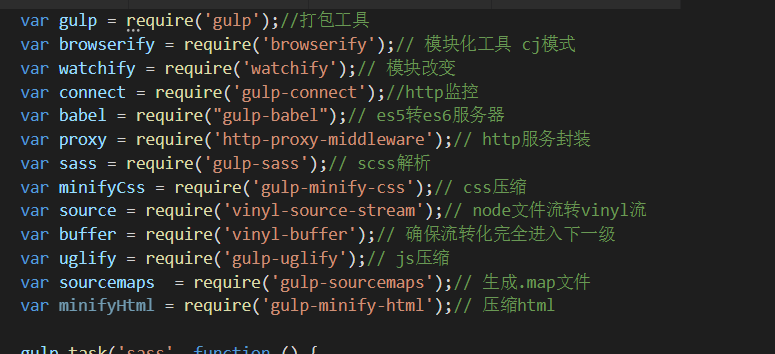 var gulp = require('gulp');//打包工具
var browserify = require('browserify');// 模块化工具 cj模式
var watchify = require('watchify');// 模块改变
var connect = require('gulp-connect');//http监控
var babel = require("gulp-babel");// es5转es6服务器
var proxy = require('http-proxy-middleware');// http服务封装
var sass = require('gulp-sass');// scss解析
var minifyCss = require('gulp-minify-css');// css压缩
var source = require('vinyl-source-stream');// node文件流转vinyl流
var buffer = require('vinyl-buffer');// 确保流转化完全进入下一级
var uglify = require('gulp-uglify');// js压缩
var sourcemaps  = require('gulp-sourcemaps');// 生成.map文件
var minifyHtml = require('gulp-minify-html');// 压缩html
gulp.task('sass', function () {